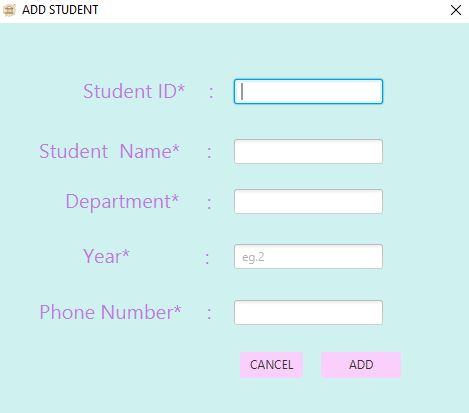 ADD STUDENT
Student ID* :
Student  Name* :
Department* :
Year* : eg.2
Phone Number* :
CANCEL ADD